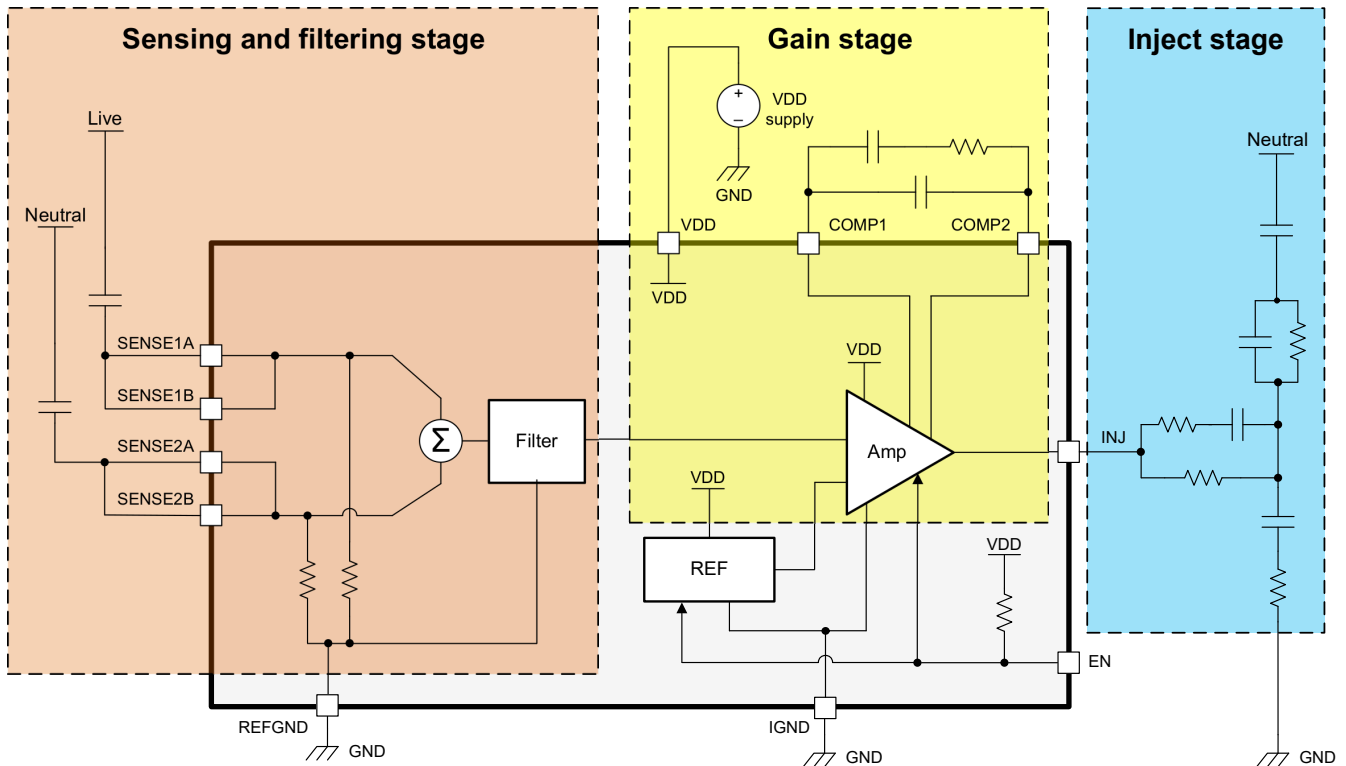 Sensing and filtering stage
Gain stage
Inject stage
Live
Neutral
SENSE1A
SENSE1B
SENSE2A
SENSE2B
Σ
Filter
REFGND
GND
+
−
VDD
supply
GND
VDD
VDD
COMP1
COMP2
VDD
Amp
VDD
REF
VDD
IGND
GND
EN
INJ
Neutral
GND